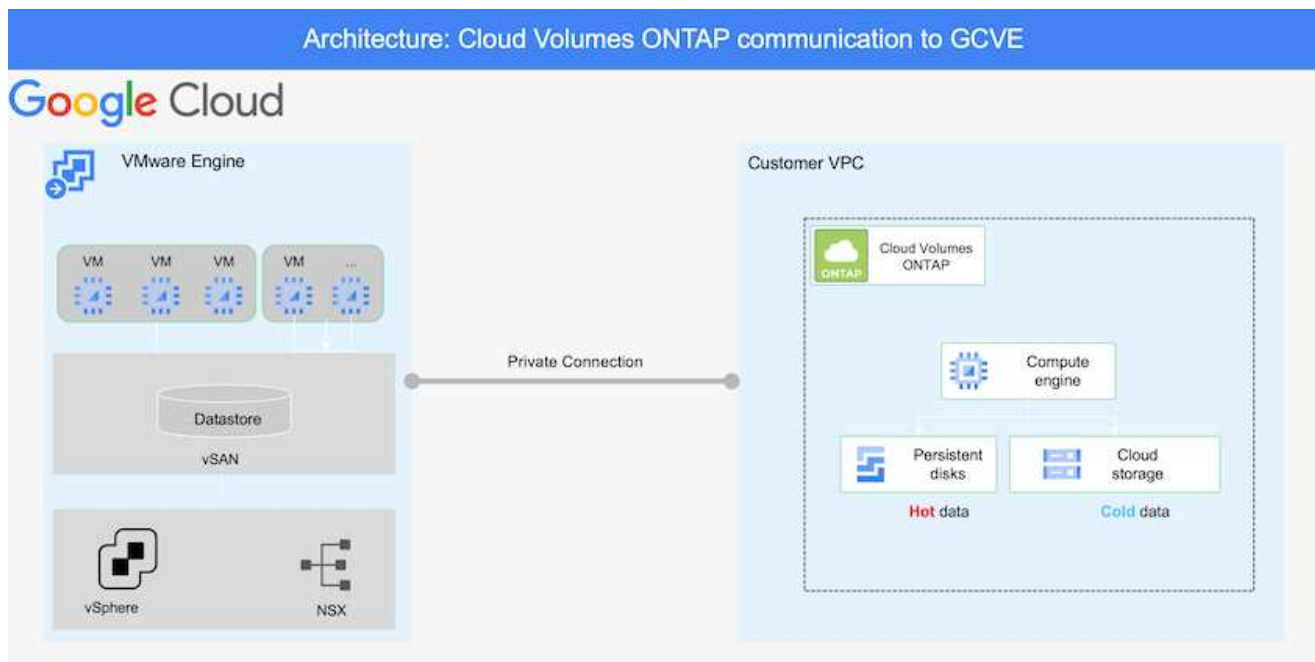 Architecture: Cloud Volumes ONTAP communication to GCVE
Google Cloud
VMware Engine
VM
VM
VM
VM
...
Datastore
vSAN
vSphere
NSX
Private Connection
Customer VPC
ONTAP
Cloud Volumes
ONTAP
Compute
engine
Persistent
disks
Cloud
storage
Hot data
Cold data